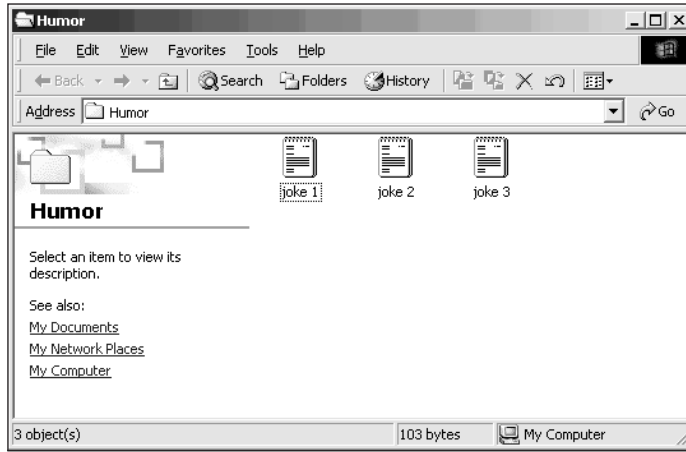 Humor
File Edit View Favorites Tools Help
Back Search Folders History
Address Humor Go
joke 1 joke 2 joke 3
Humor
Select an item to view its
description.
See also:
My Documents
My Network Places
My Computer
3 object(s) 103 bytes My Computer